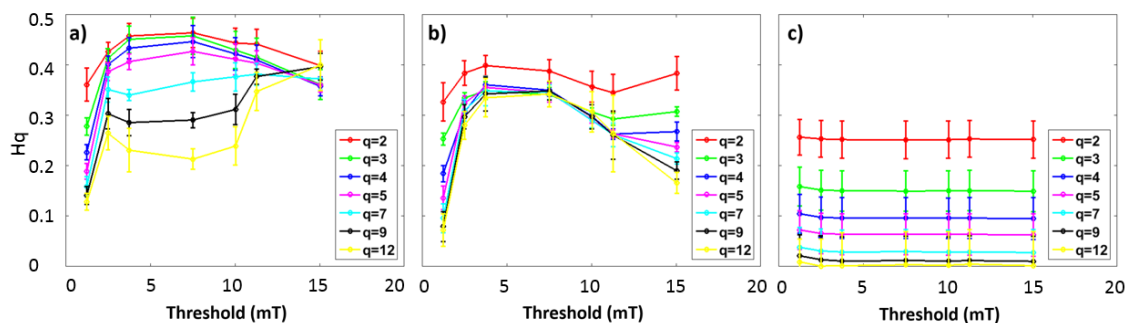 a)
b)
c)
Hq
0.5
0.4
0.3
0.2
0.1
0
q=2
q=3
q=4
q=5
q=7
q=9
q=12
q=2
q=3
q=4
q=5
q=7
q=9
q=12
q=2
q=3
q=4
q=5
q=7
q=9
q=12
0 5 10 15 20 0 5 10 15 20 0 5 10 15 20
Threshold (mT) Threshold (mT) Threshold (mT)